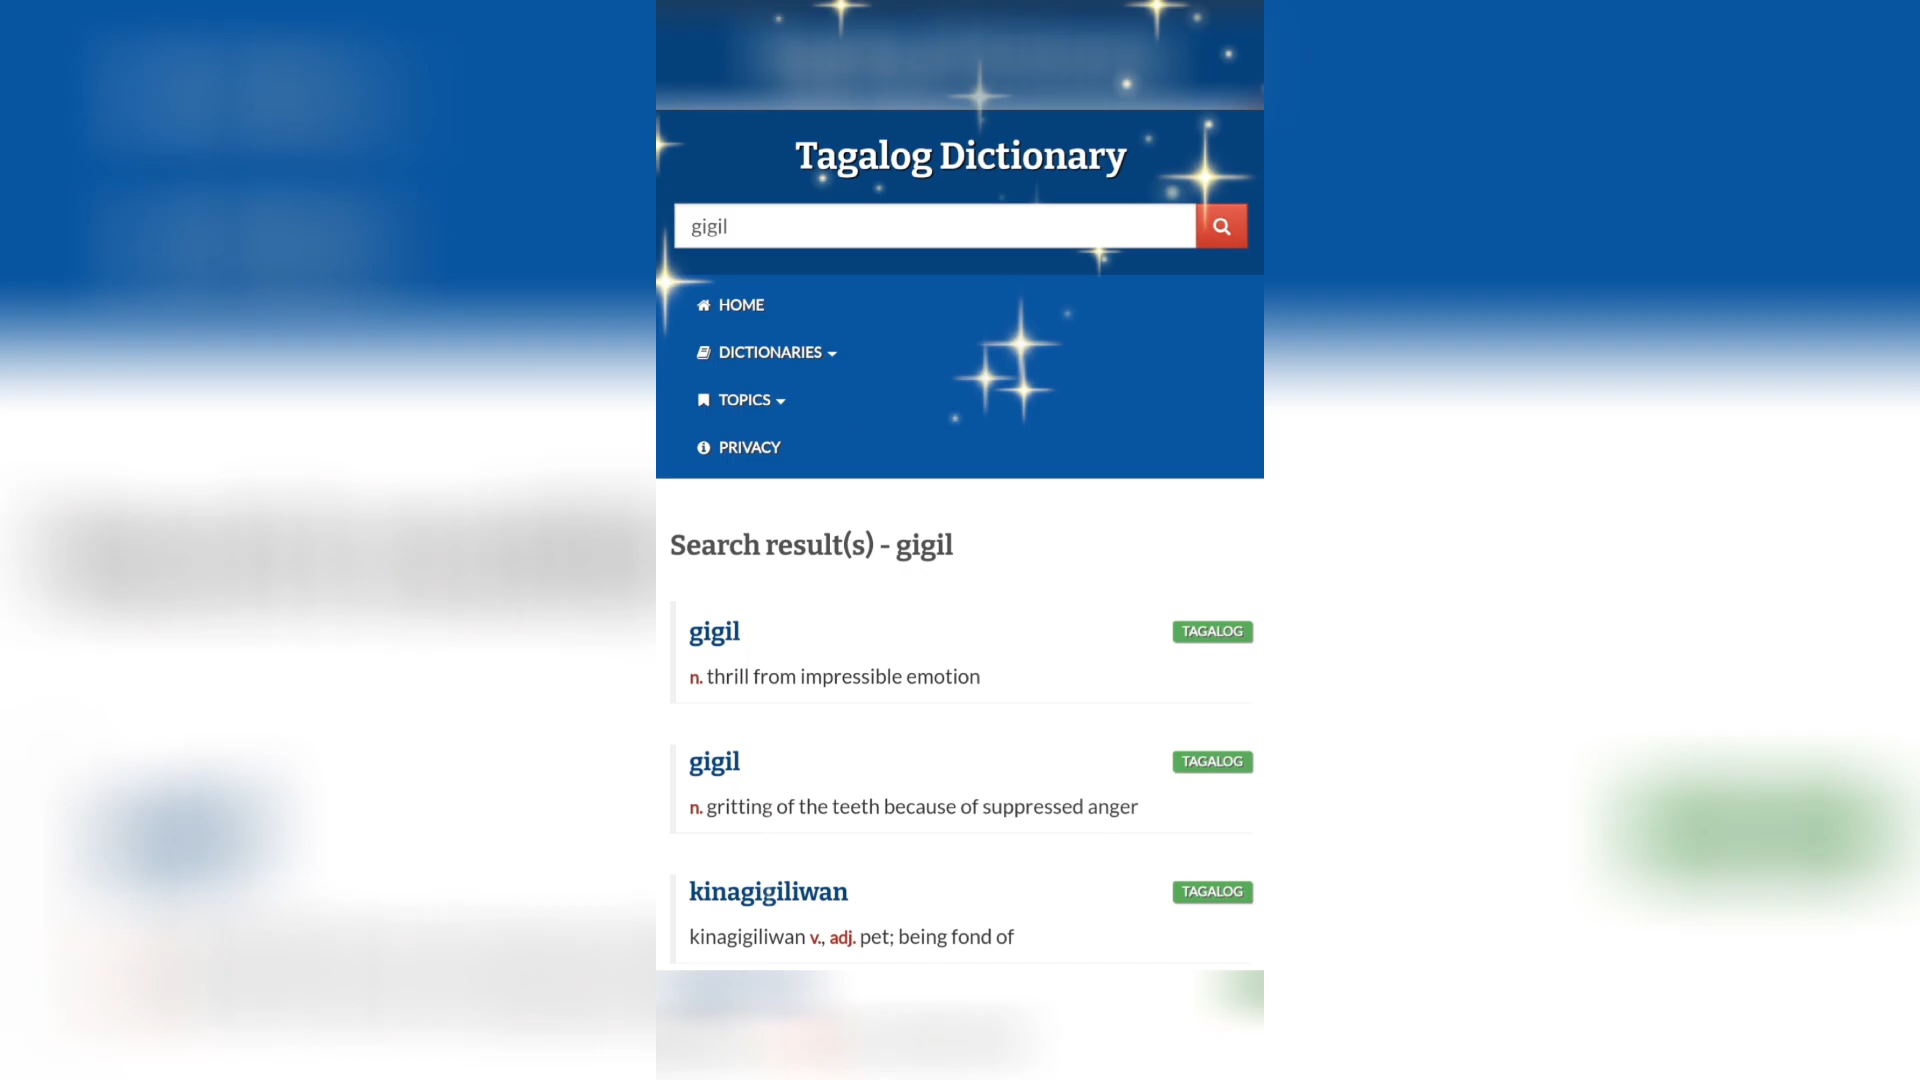 Tagalog Dictionary
gigil
HOME
DICTIONARIES
TOPICS
PRIVACY
Search result(s) - gigil
gigil TAGALOG
n. thrill from impressible emotion
gigil TAGALOG
n. gritting of the teeth because of suppressed anger
kinagigiliwan TAGALOG
kinagigiliwan v., adj. pet; being fond of